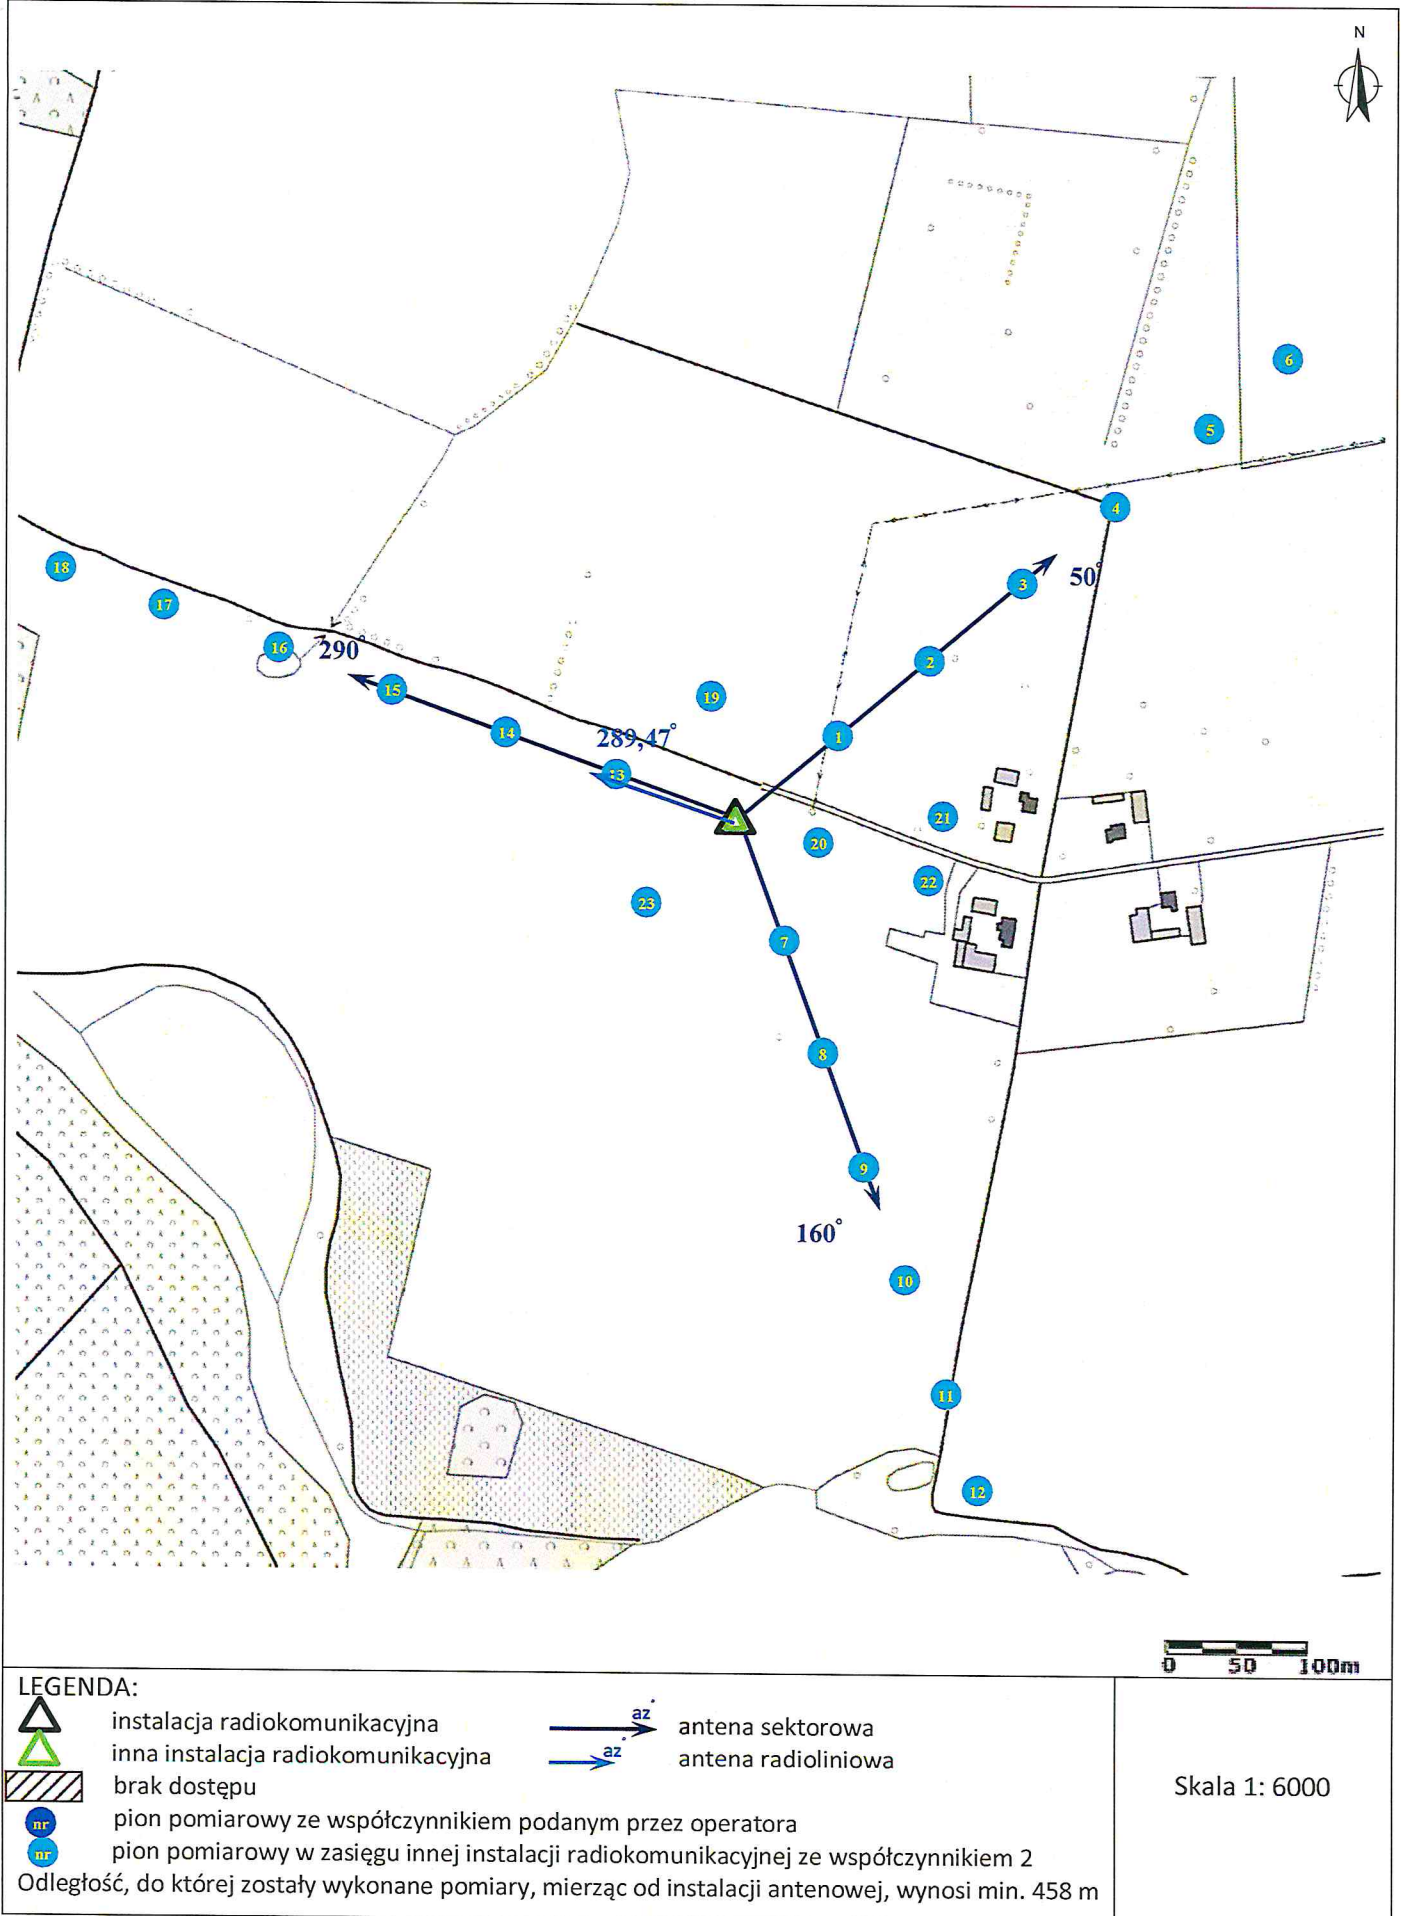 N
6
5
4
3
50°
18
17
16
290°
2
15
19
14
289,47°
1
13
21
20
22
23
7
8
9
160°
10
11
12
0 50 100m
LEGENDA:
instalacja radiokomunikacyjna
az° antena sektorowa
inna instalacja radiokomunikacyjna
az° antena radioliniowa
brak dostępu
Skala 1: 6000
nr pion pomiarowy ze współczynnikiem podanym przez operatora
nr pion pomiarowy w zasięgu innej instalacji radiokomunikacyjnej ze współczynnikiem 2
Odległość, do której zostały wykonane pomiary, mierząc od instalacji antenowej, wynosi min. 458 m